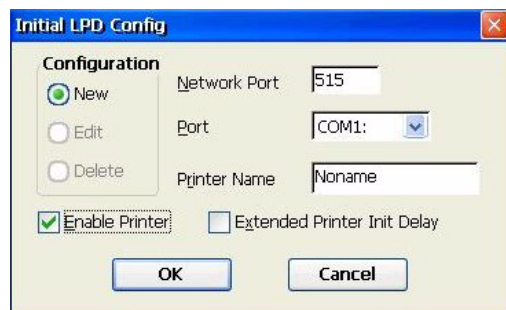 Initial LPD Config
Configuration
New
Edit
Delete
Network Port 515
Port COM1:
Printer Name Noname
Enable Printer Extended Printer Init Delay
OK Cancel